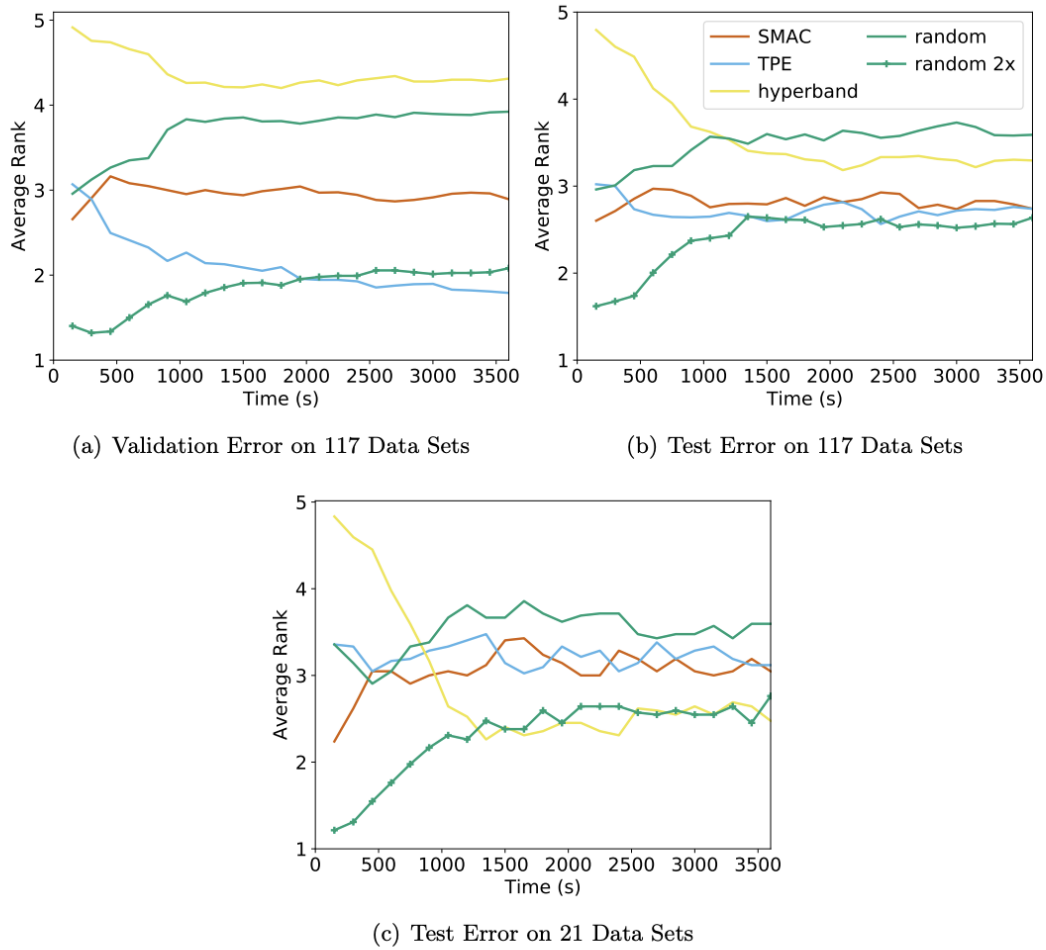 5
4
3
2
1
Average Rank
0 500 1000 1500 2000 2500 3000 3500
Time (s)
(a) Validation Error on 117 Data Sets
5
4
3
2
1
Average Rank
SMAC
TPE
hyperband
random
random 2x
0 500 1000 1500 2000 2500 3000 3500
Time (s)
(b) Test Error on 117 Data Sets
5
4
3
2
1
Average Rank
0 500 1000 1500 2000 2500 3000 3500
Time (s)
(c) Test Error on 21 Data Sets